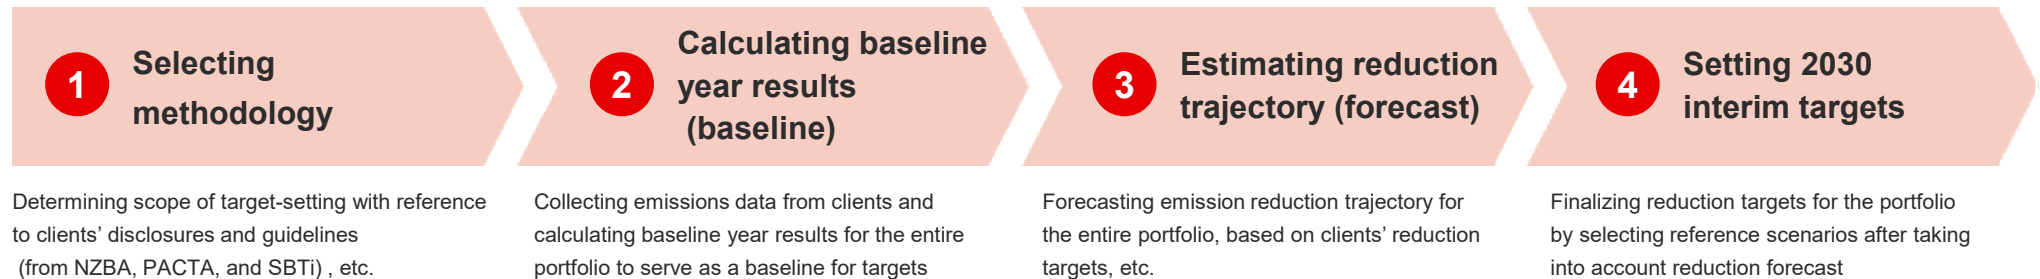 1
Selecting
methodology
2
Calculating baseline
year results
(baseline)
3
Estimating reduction
trajectory (forecast)
4
Setting 2030
interim targets
Determining scope of target-setting with reference
to clients' disclosures and guidelines
(from NZBA, PACTA, and SBTi) , etc.
Collecting emissions data from clients and
calculating baseline year results for the entire
portfolio to serve as a baseline for targets
Forecasting emission reduction trajectory for
the entire portfolio, based on clients' reduction
targets, etc.
Finalizing reduction targets for the portfolio
by selecting reference scenarios after taking
into account reduction forecast